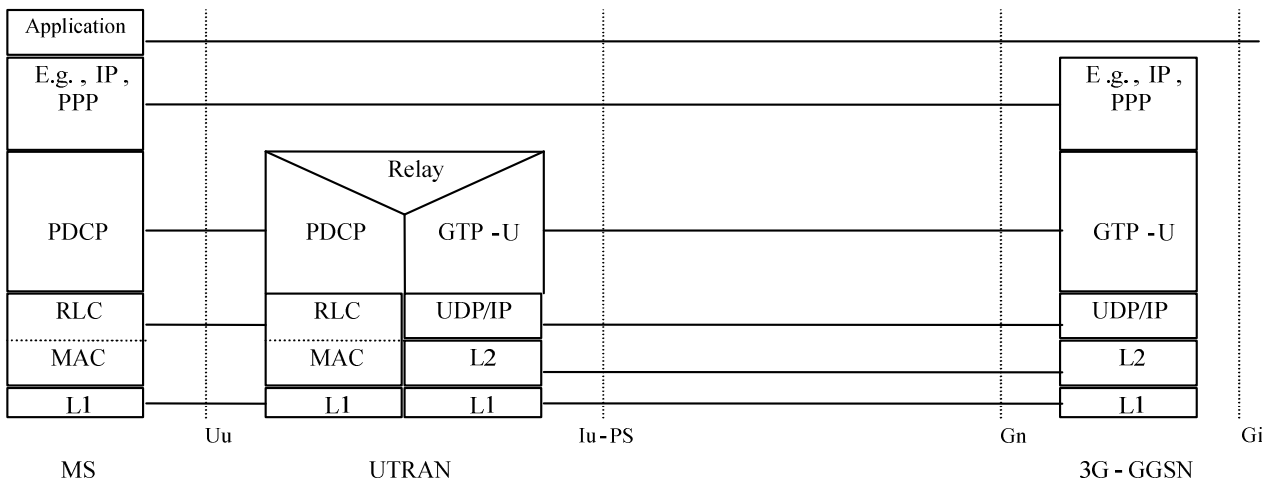 Application
E.g. , IP ,
PPP
E .g. , IP ,
PPP
Relay
PDCP
PDCP
GTP - U
GTP - U
RLC
RLC
UDP/IP
UDP/IP
MAC
MAC
L2
L2
L1
L1
L1
L1
Uu
Iu - PS
Gn
Gi
MS
UTRAN
3G - GGSN